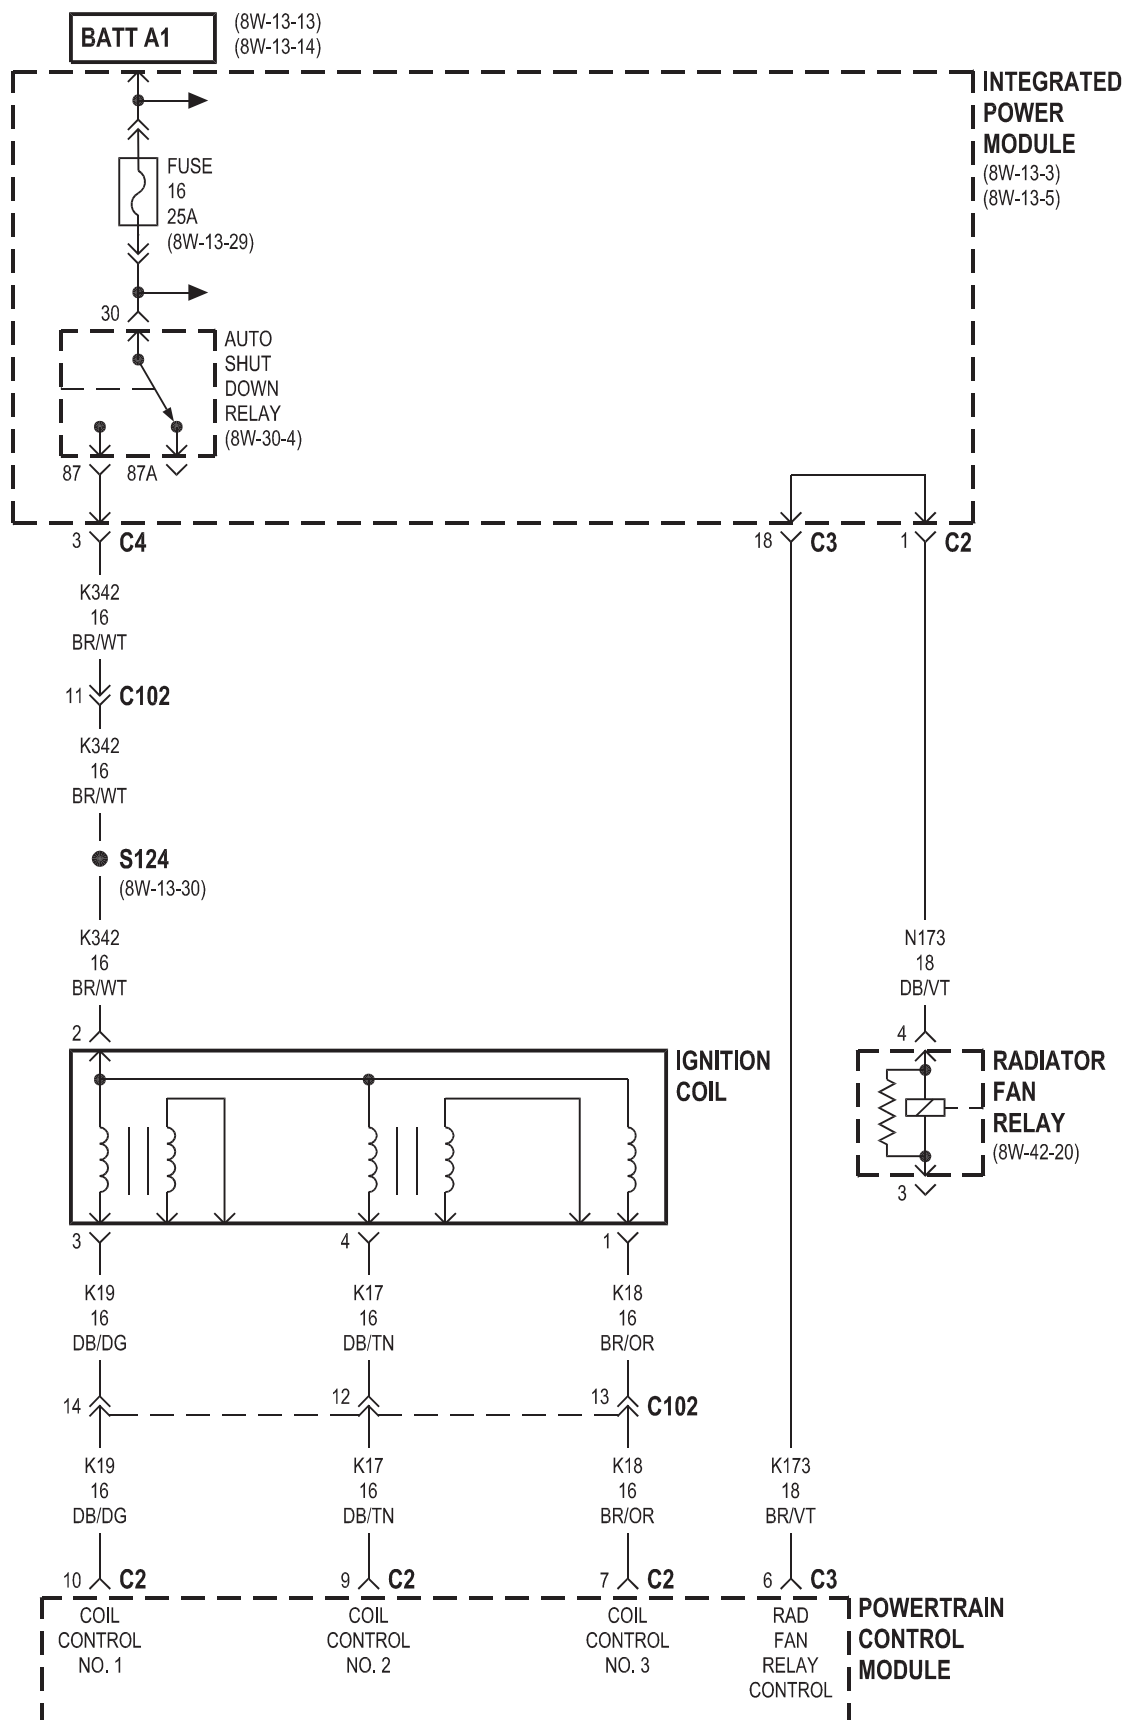 BATT A1
(8W-13-13)
(8W-13-14)
INTEGRATED
POWER
MODULE
(8W-13-3)
(8W-13-5)
FUSE
16
25A
(8W-13-29)
30
AUTO
SHUT
DOWN
RELAY
(8W-30-4)
87
87A
3
C4
18
C3
1
C2
K342
16
BR/WT
11
C102
K342
16
BR/WT
S124
(8W-13-30)
K342
16
BR/WT
N173
18
DB/VT
2
4
IGNITION
COIL
RADIATOR
FAN
RELAY
(8W-42-20)
3
3
4
1
K19
16
DB/DG
K17
16
DB/TN
K18
16
BR/OR
14
12
13
C102
K19
16
DB/DG
K17
16
DB/TN
K18
16
BR/OR
K173
18
BR/VT
10
C2
9
C2
7
C2
6
C3
COIL
CONTROL
NO. 1
COIL
CONTROL
NO. 2
COIL
CONTROL
NO. 3
RAD
FAN
RELAY
CONTROL
POWERTRAIN
CONTROL
MODULE